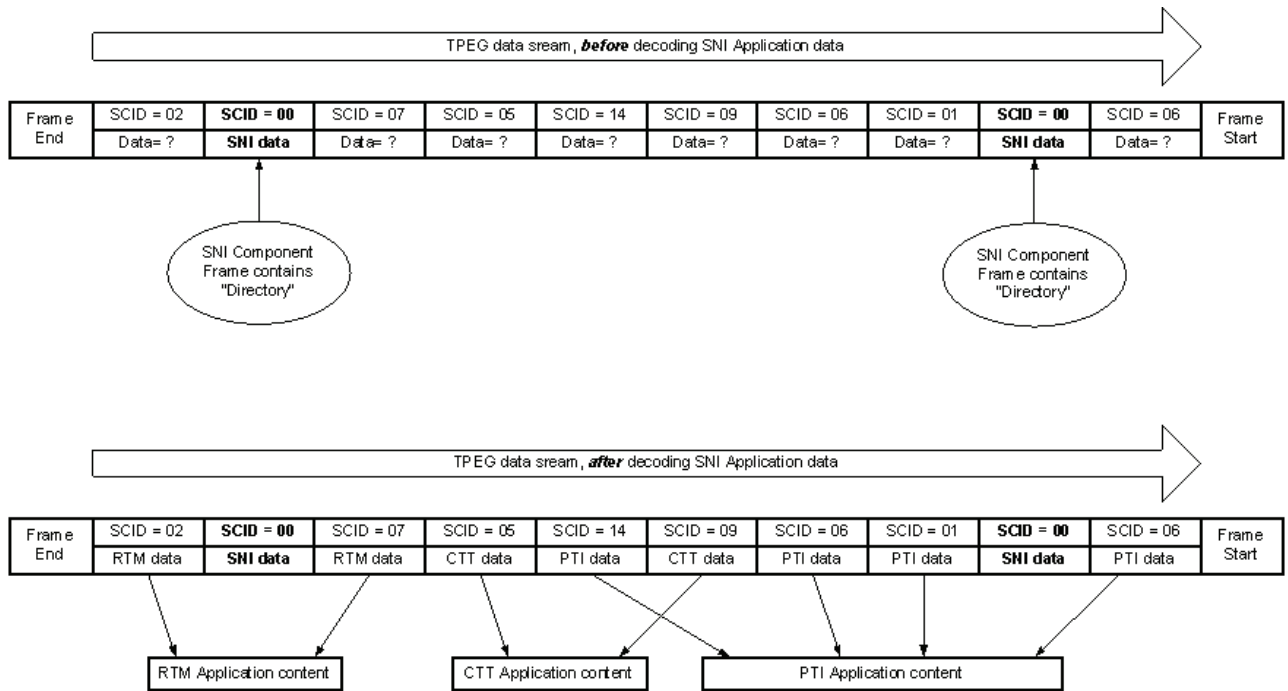 TPEG data sream, before decoding SNI Application data
Frame End
SCID = 02
SCID = 00
SCID = 07
SCID = 05
SCID = 14
SCID = 09
SCID = 06
SCID = 01
SCID = 00
SCID = 06
Frame Start
Data= ?
SNI data
Data= ?
Data= ?
Data= ?
Data= ?
Data= ?
Data= ?
SNI data
Data= ?
SNI Component
Frame contains
"Directory"
SNI Component
Frame contains
"Directory"
TPEG data sream, after decoding SNI Application data
Frame End
SCID = 02
SCID = 00
SCID = 07
SCID = 05
SCID = 14
SCID = 09
SCID = 06
SCID = 01
SCID = 00
SCID = 06
Frame Start
RTM data
SNI data
RTM data
CTT data
PTI data
CTT data
PTI data
PTI data
SNI data
PTI data
RTM Application content
CTT Application content
PTI Application content